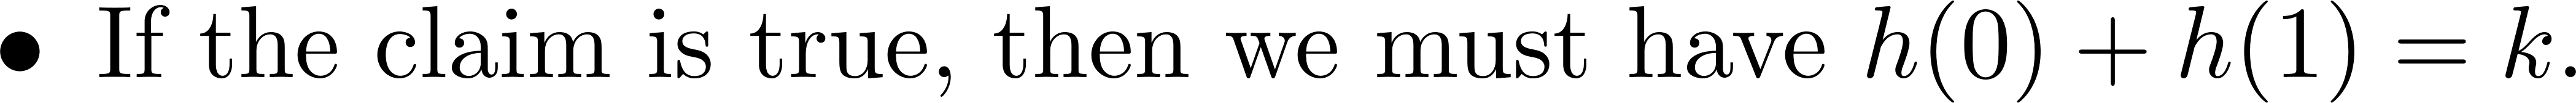 • If the claim is true, then we must have h(0) + h(1) = k.